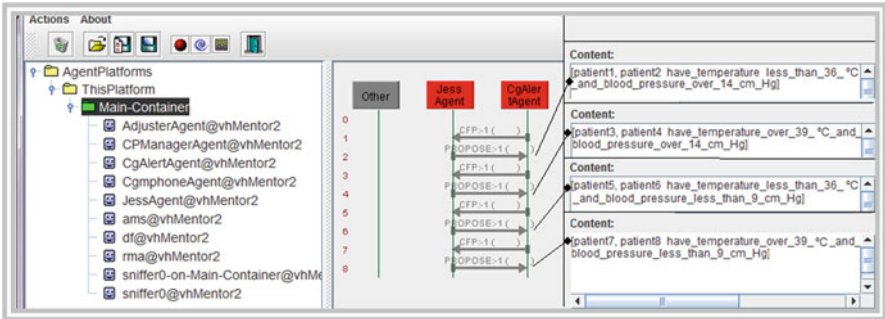 Actions About
AgentPlatforms
ThisPlatform
Main-Container
AdjusterAgent@vhMentor2
CPManagerAgent@vhMentor2
CgAlertAgent@vhMentor2
CgmphoneAgent@vhMentor2
JessAgent@vhMentor2
ams@vhMentor2
df@vhMentor2
rma@vhMentor2
sniffer0-on-Main-Container@vhMe
sniffer0@vhMentor2
Other
Jess
Agent
CgAler
tAgent
0
1
2
3
4
5
6
7
8
CFP:-1 ( )
PROPOSE:-1 ( )
CFP:-1 ( )
PROPOSE:-1 ( )
CFP:-1 ( )
PROPOSE:-1 ( )
CFP:-1 ( )
PROPOSE:-1 ( )
Content:
[patient1, patient2 have_temperature less_than_36_ °C
_and_blood_pressure_over_14_cm_Hg]
Content:
[patient3, patient4 have_temperature_over_39_ °C_and_
blood_pressure_over_14_cm_Hg]
Content:
[patient5, patient6 have_temperature_less_than_36_ °C
_and_blood_pressure_less_than_9_cm_Hg]
Content:
[patient7, patient8 have_temperature_over_39_ °C_and_
blood_pressure_less_than_9_cm_Hg]